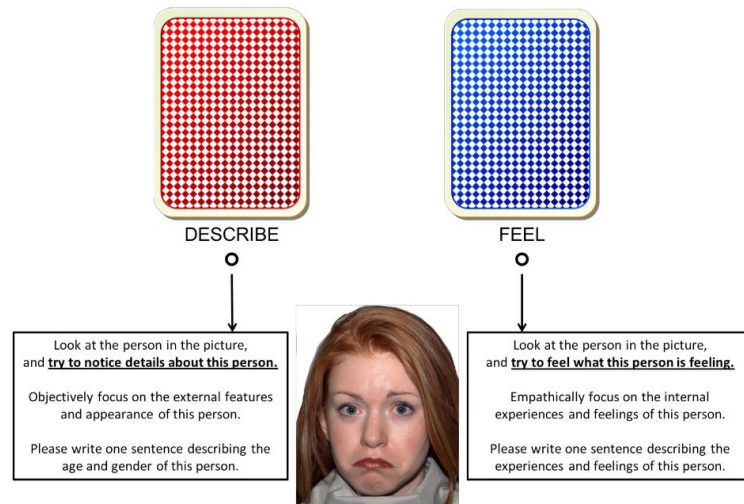 DESCRIBE
FEEL
Look at the person in the picture,
and try to notice details about this person.
Objectively focus on the external features
and appearance of this person.
Please write one sentence describing the
age and gender of this person.
Look at the person in the picture,
and try to feel what this person is feeling.
Empathically focus on the internal
experiences and feelings of this person.
Please write one sentence describing the
experiences and feelings of this person.